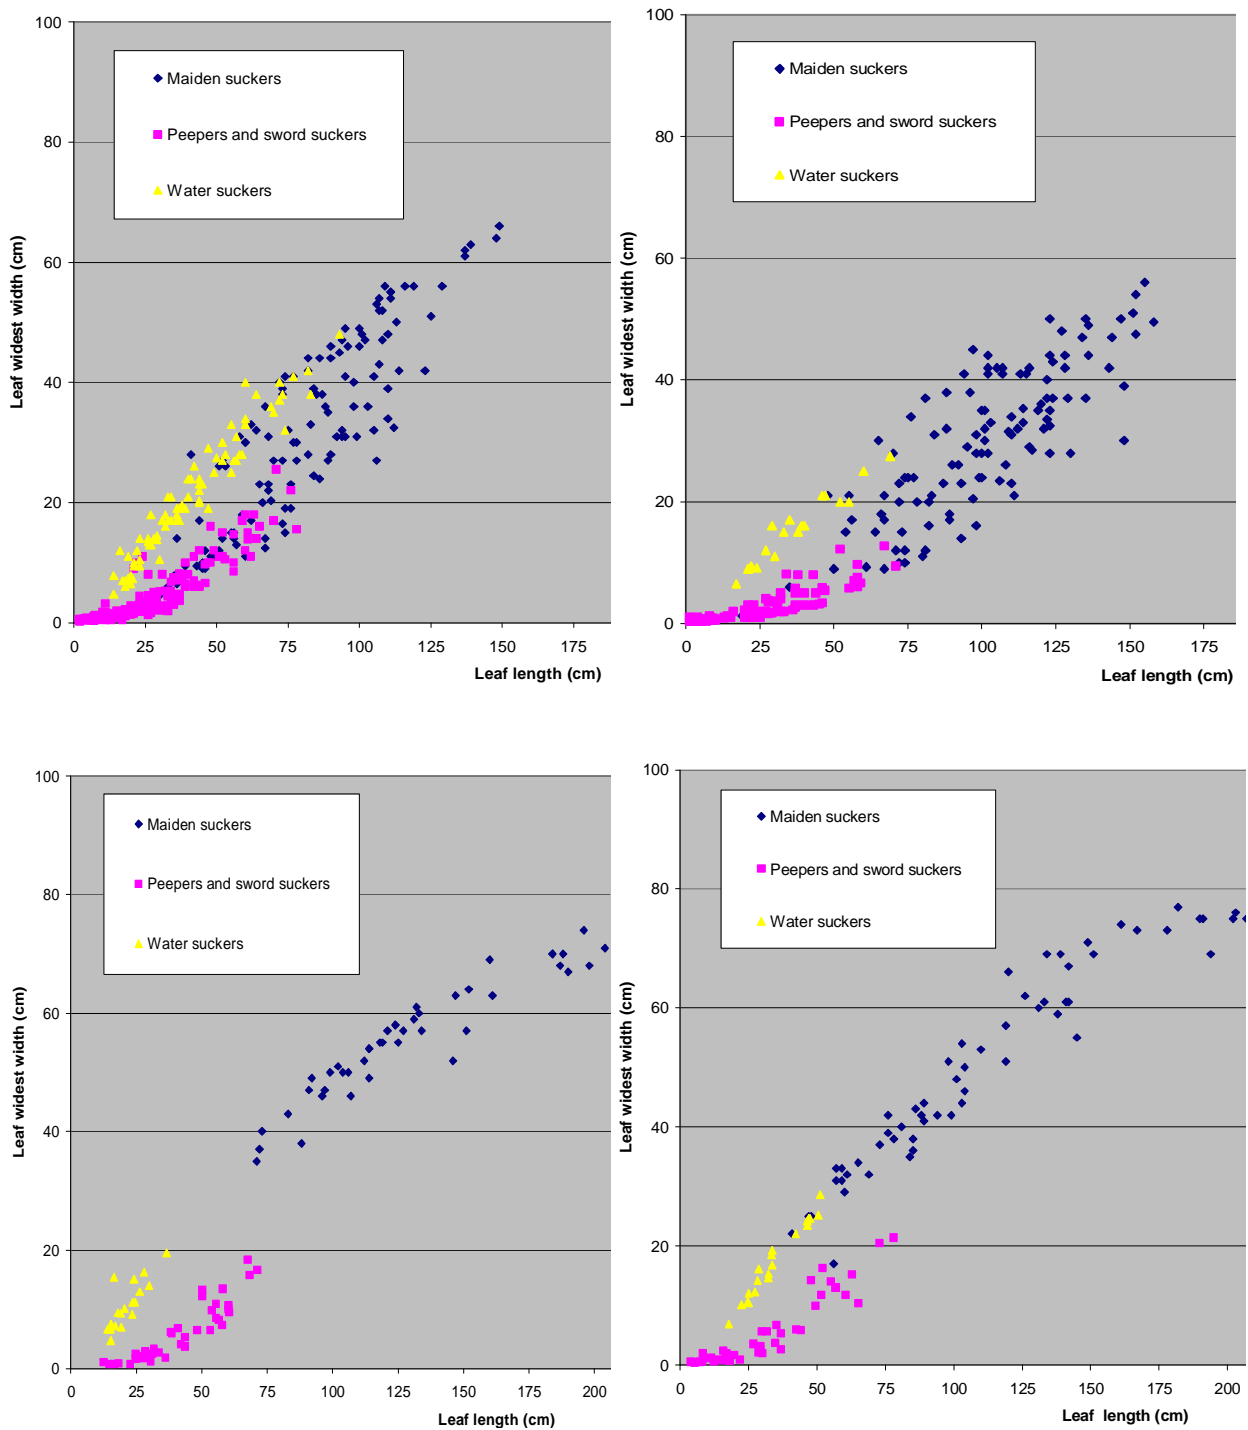 100
80
60
40
20
0
Leaf widest width (cm)
Maiden suckers
Peepers and sword suckers
Water suckers
0 25 50 75 100 125 150 175
Leaf length (cm)
100
80
60
40
20
0
Leaf widest width (cm)
Maiden suckers
Peepers and sword suckers
Water suckers
0 25 50 75 100 125 150 175
Leaf length (cm)
100
80
60
40
20
0
Leaf widest width (cm)
Maiden suckers
Peepers and sword suckers
Water suckers
0 25 50 75 100 125 150 175 200
Leaf length (cm)
100
80
60
40
20
0
Leaf widest width (cm)
Maiden suckers
Peepers and sword suckers
Water suckers
0 25 50 75 100 125 150 175 200
Leaf length (cm)